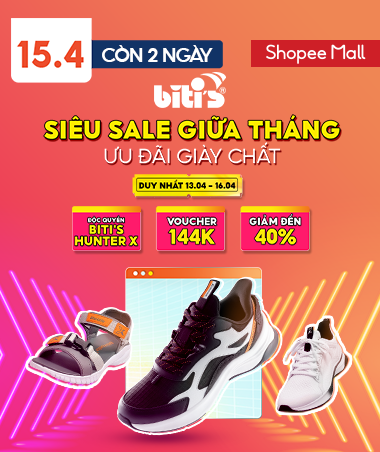 15.4 CÒN 2 NGÀY
Shopee Mall
biti's®
SIÊU SALE GIỮA THÁNG
ƯU ĐÃI GIÀY CHẤT
DUY NHẤT 13.04 - 16.04
ĐỘC QUYỀN
BITI'S
HUNTER X
VOUCHER
144K
GIẢM ĐẾN
40%